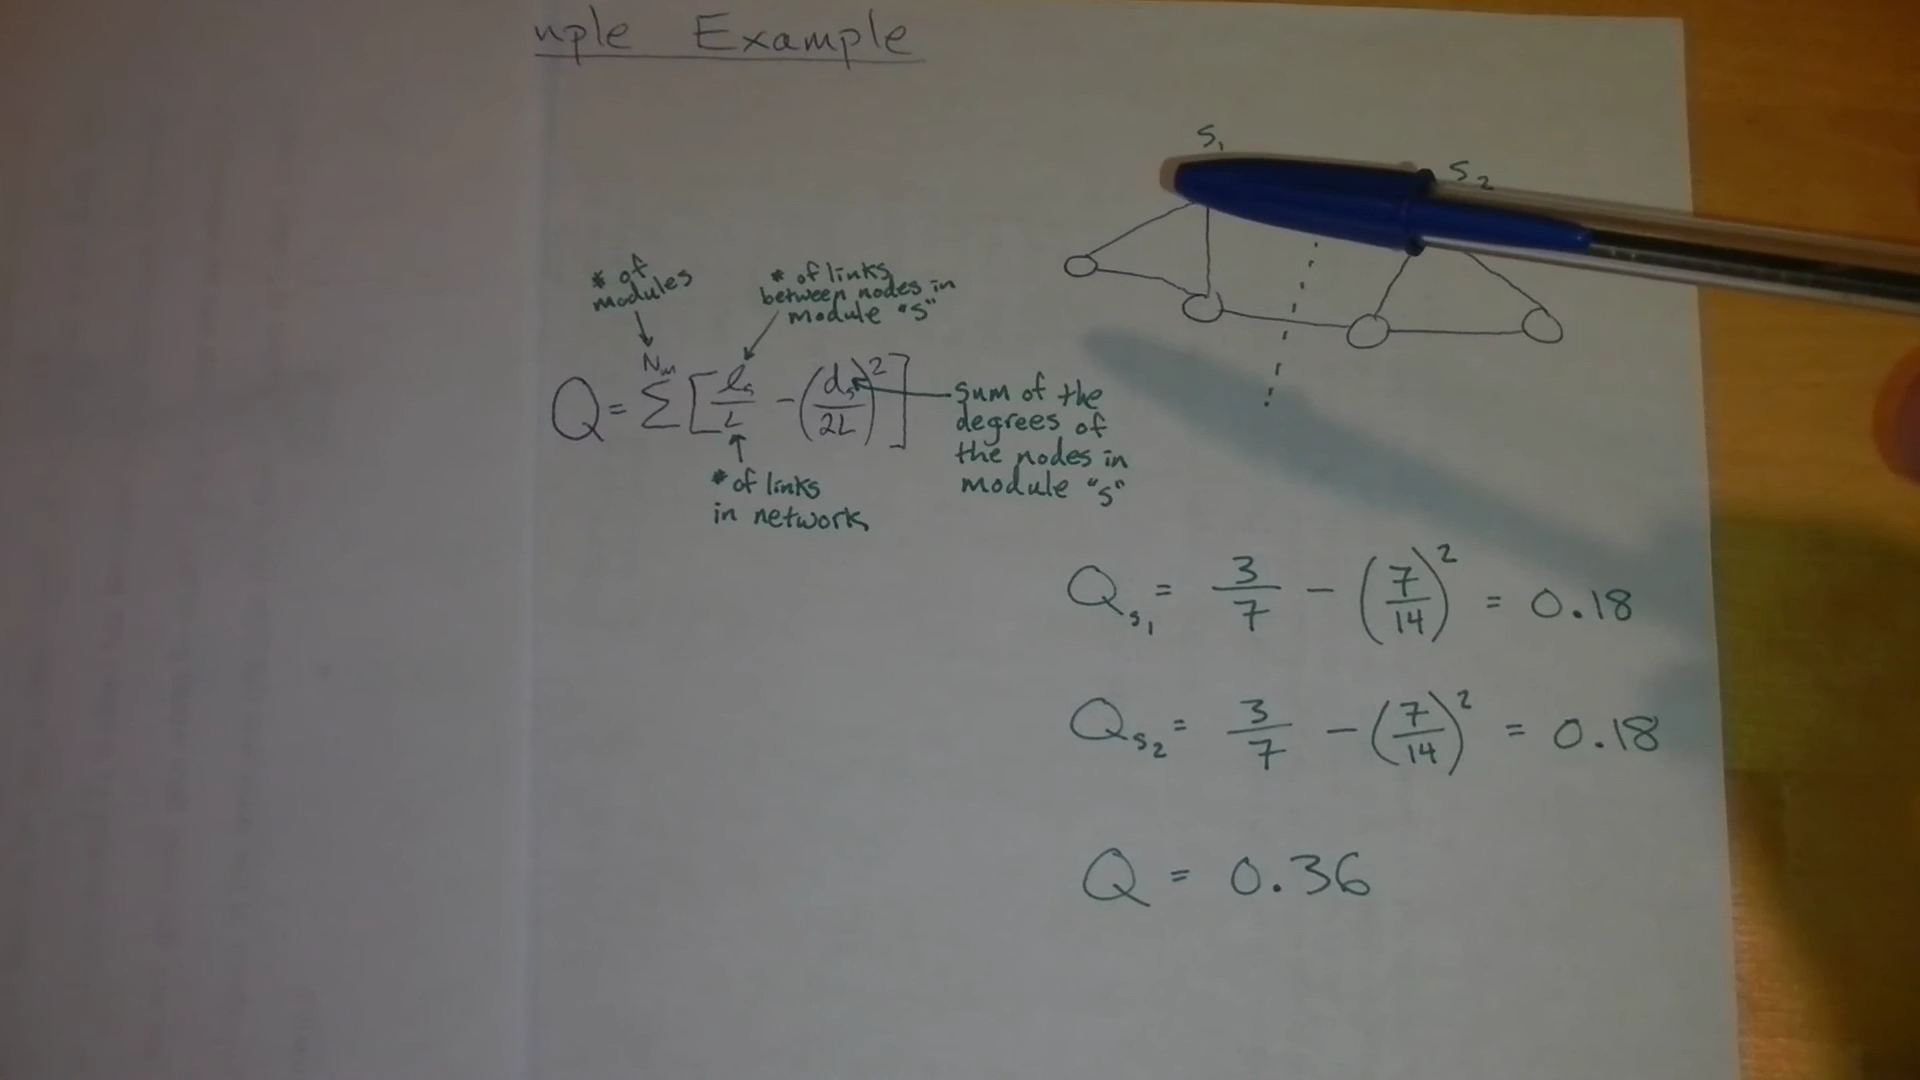 nple Example
S₁
S₂
# of
modules
# of links
between nodes in
module "s"
Nₘ
Q = Σ [ lₛ/L - (dₛ/2L)² ]
sum of the
degrees of
the nodes in
module "s"
# of links
in network
Qₛ₁ = 3/7 - (7/14)² = 0.18
Qₛ₂ = 3/7 - (7/14)² = 0.18
Q = 0.36